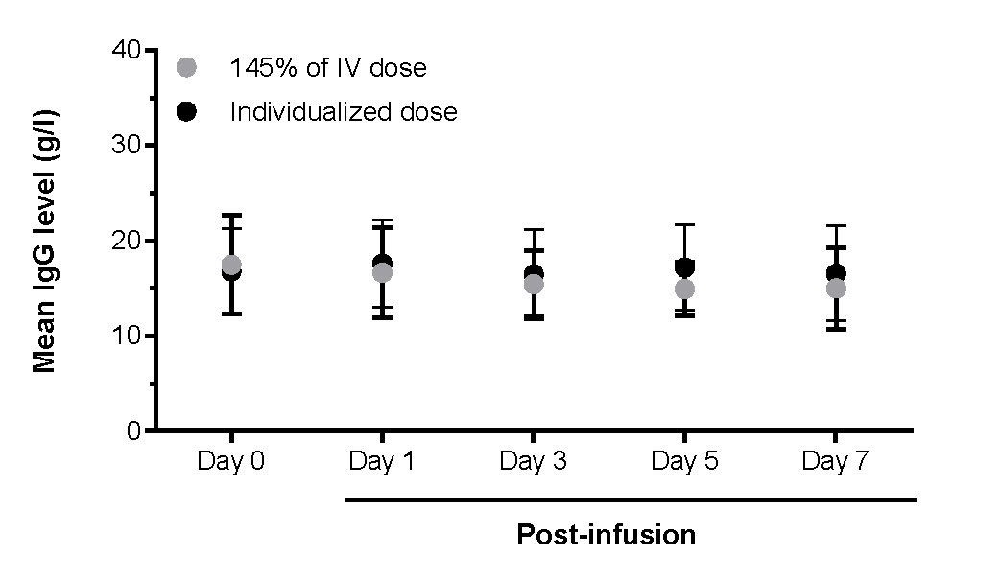 Mean IgG level (g/l)
40
30
20
10
0
145% of IV dose
Individualized dose
Day 0
Day 1
Day 3
Day 5
Day 7
Post-infusion